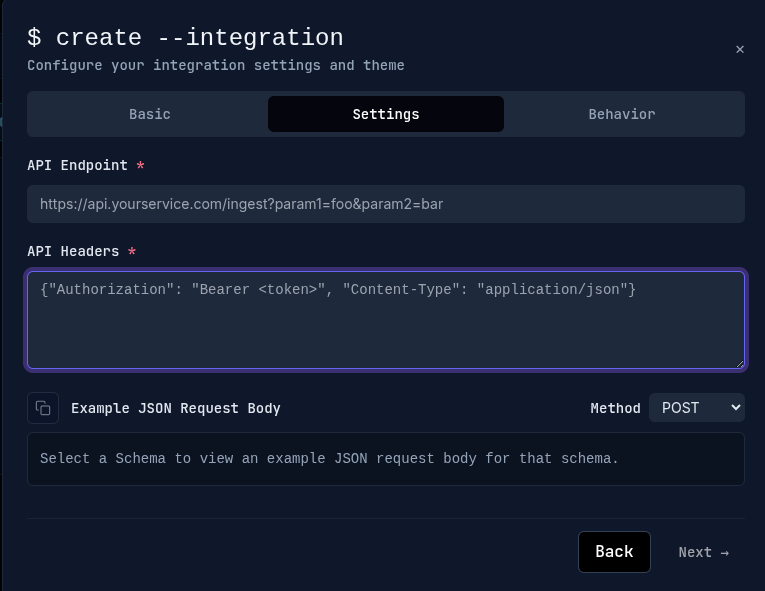 $ create --integration
×
Configure your integration settings and theme
Basic Settings Behavior
API Endpoint *
https://api.yourservice.com/ingest?param1=foo&param2=bar
API Headers *
{"Authorization": "Bearer <token>", "Content-Type": "application/json"}
Example JSON Request Body Method POST
Select a Schema to view an example JSON request body for that schema.
Back Next →